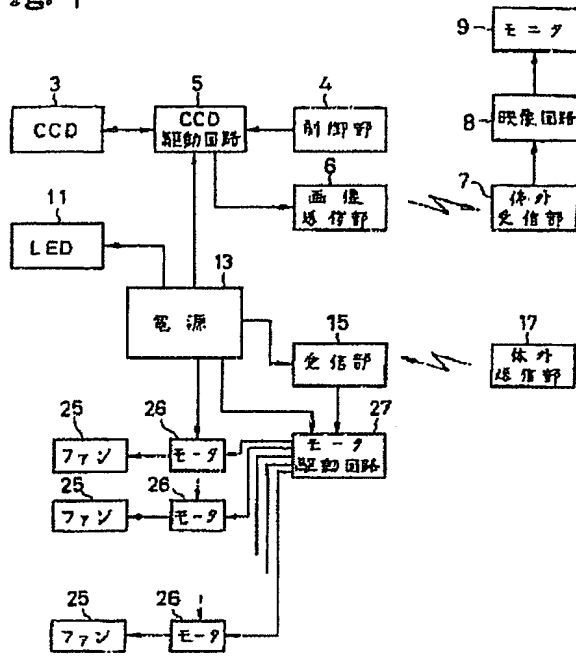 9
モニタ
3
CCD
5
CCD
駆動回路
4
制御部
8
映像回路
6
画像
送信部
7
体外
受信部
11
LED
13
電源
15
受信部
17
体外
送信部
25
ファン
26
モータ
27
モータ
駆動回路
25
ファン
26
モータ
25
ファン
26
モータ